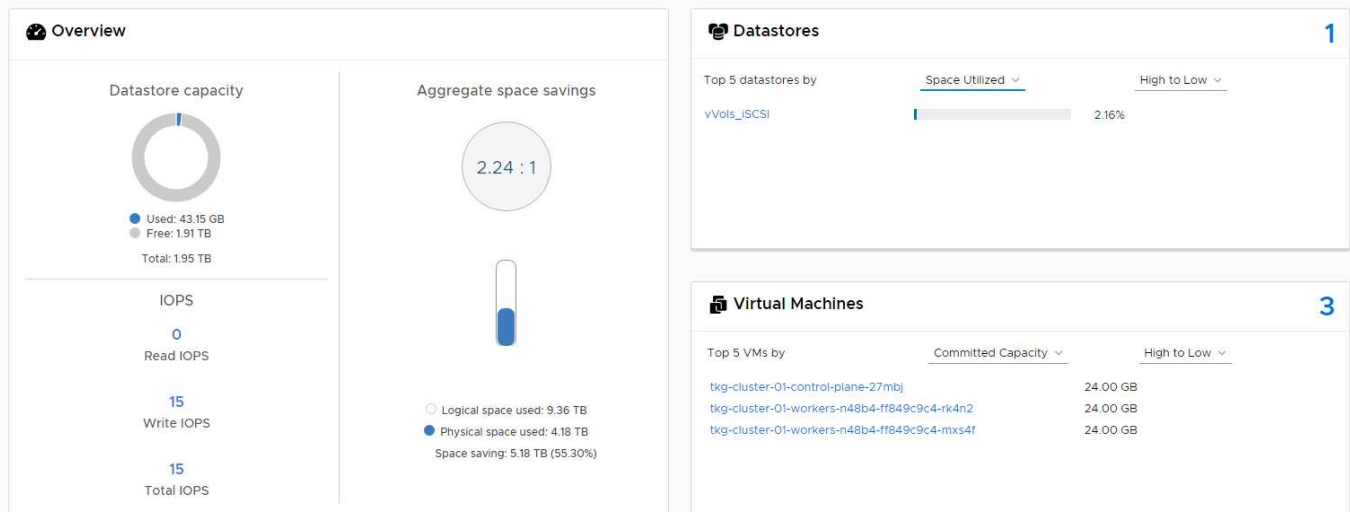 Overview
Datastore capacity
Used: 43.15 GB
Free: 1.91 TB
Total: 1.95 TB
IOPS
0
Read IOPS
15
Write IOPS
15
Total IOPS
Aggregate space savings
2.24 : 1
Logical space used: 9.36 TB
Physical space used: 4.18 TB
Space saving: 5.18 TB (55.30%)
Datastores 1
Top 5 datastores by Space Utilized High to Low
vVols_iSCSI 2.16%
Virtual Machines 3
Top 5 VMs by Committed Capacity High to Low
tkg-cluster-01-control-plane-27mbj 24.00 GB
tkg-cluster-01-workers-n48b4-ff849c9c4-rk4n2 24.00 GB
tkg-cluster-01-workers-n48b4-ff849c9c4-mxs4f 24.00 GB